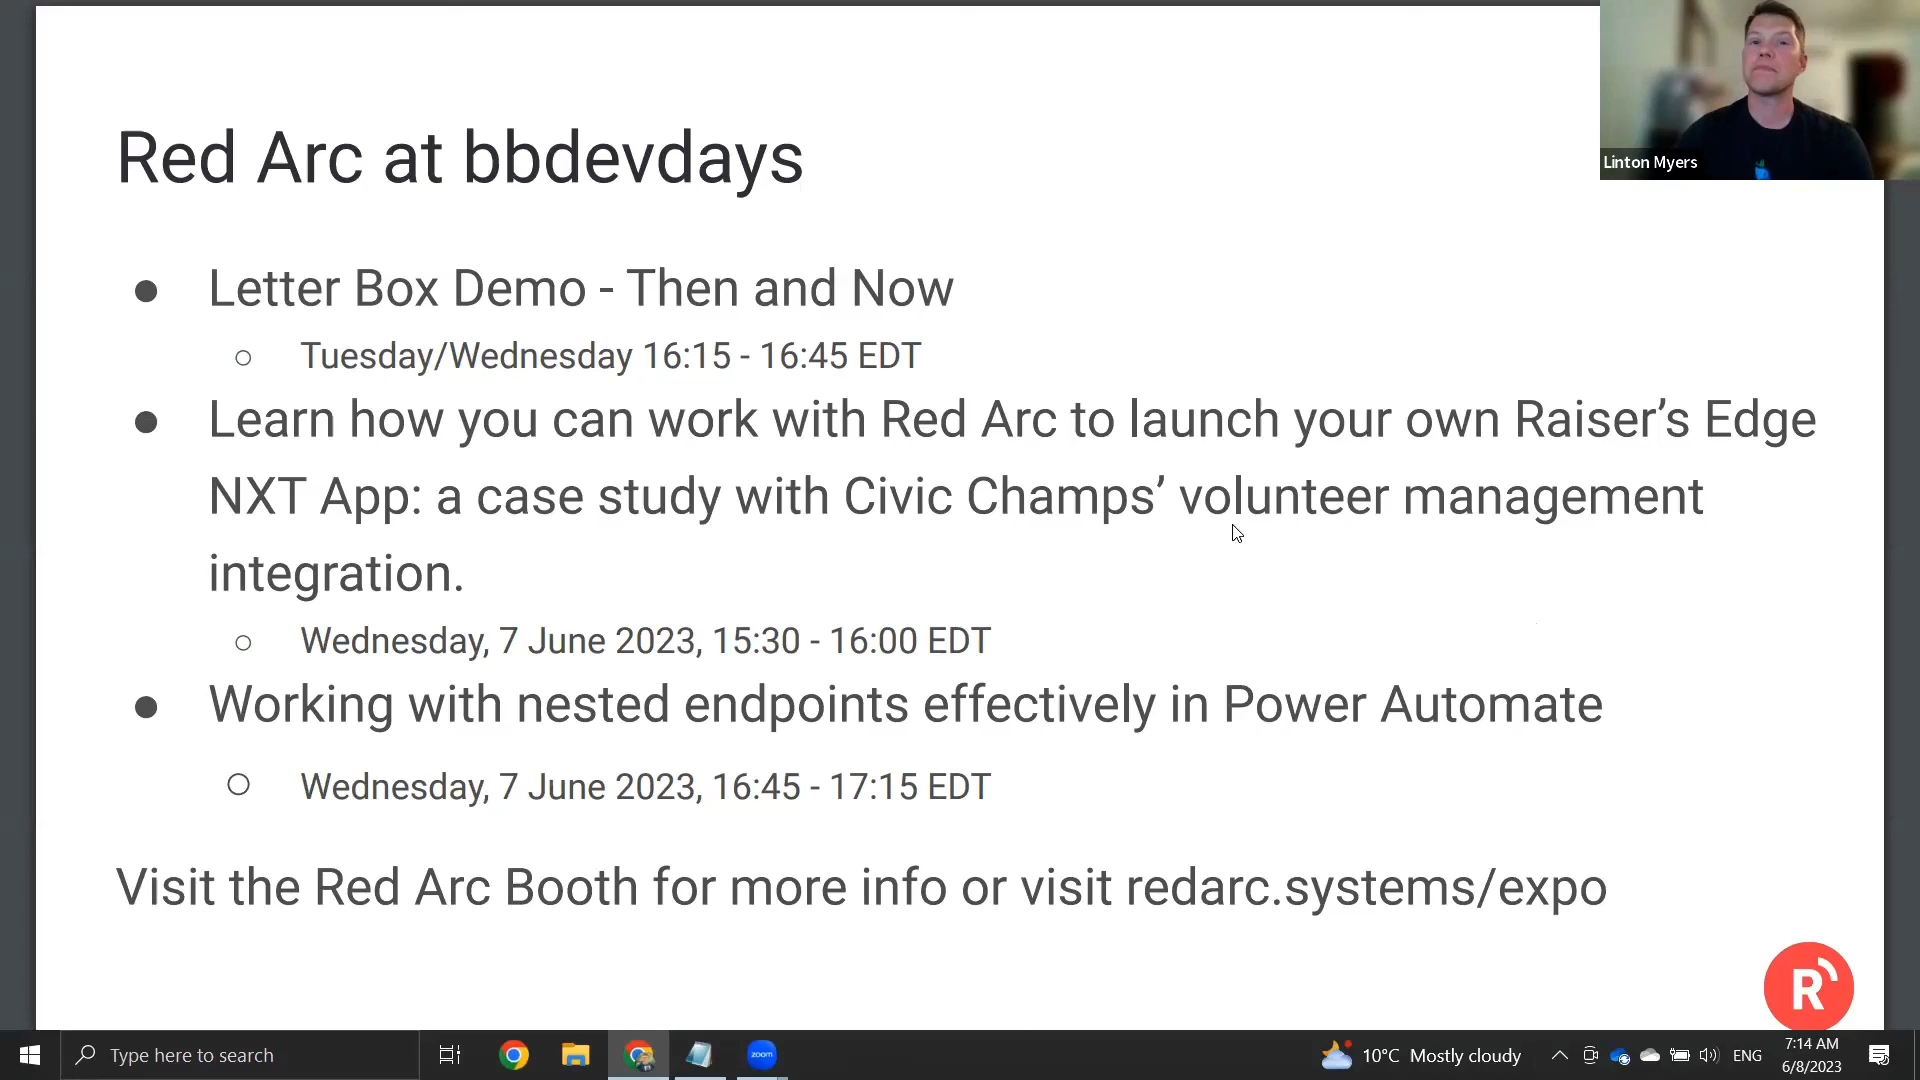 Red Arc at bbdevdays
Linton Myers
● Letter Box Demo - Then and Now
○ Tuesday/Wednesday 16:15 - 16:45 EDT
● Learn how you can work with Red Arc to launch your own Raiser’s Edge
NXT App: a case study with Civic Champs’ volunteer management
integration.
○ Wednesday, 7 June 2023, 15:30 - 16:00 EDT
● Working with nested endpoints effectively in Power Automate
○ Wednesday, 7 June 2023, 16:45 - 17:15 EDT
Visit the Red Arc Booth for more info or visit redarc.systems/expo
R
Type here to search
zoom
10°C Mostly cloudy
ENG
7:14 AM
6/8/2023